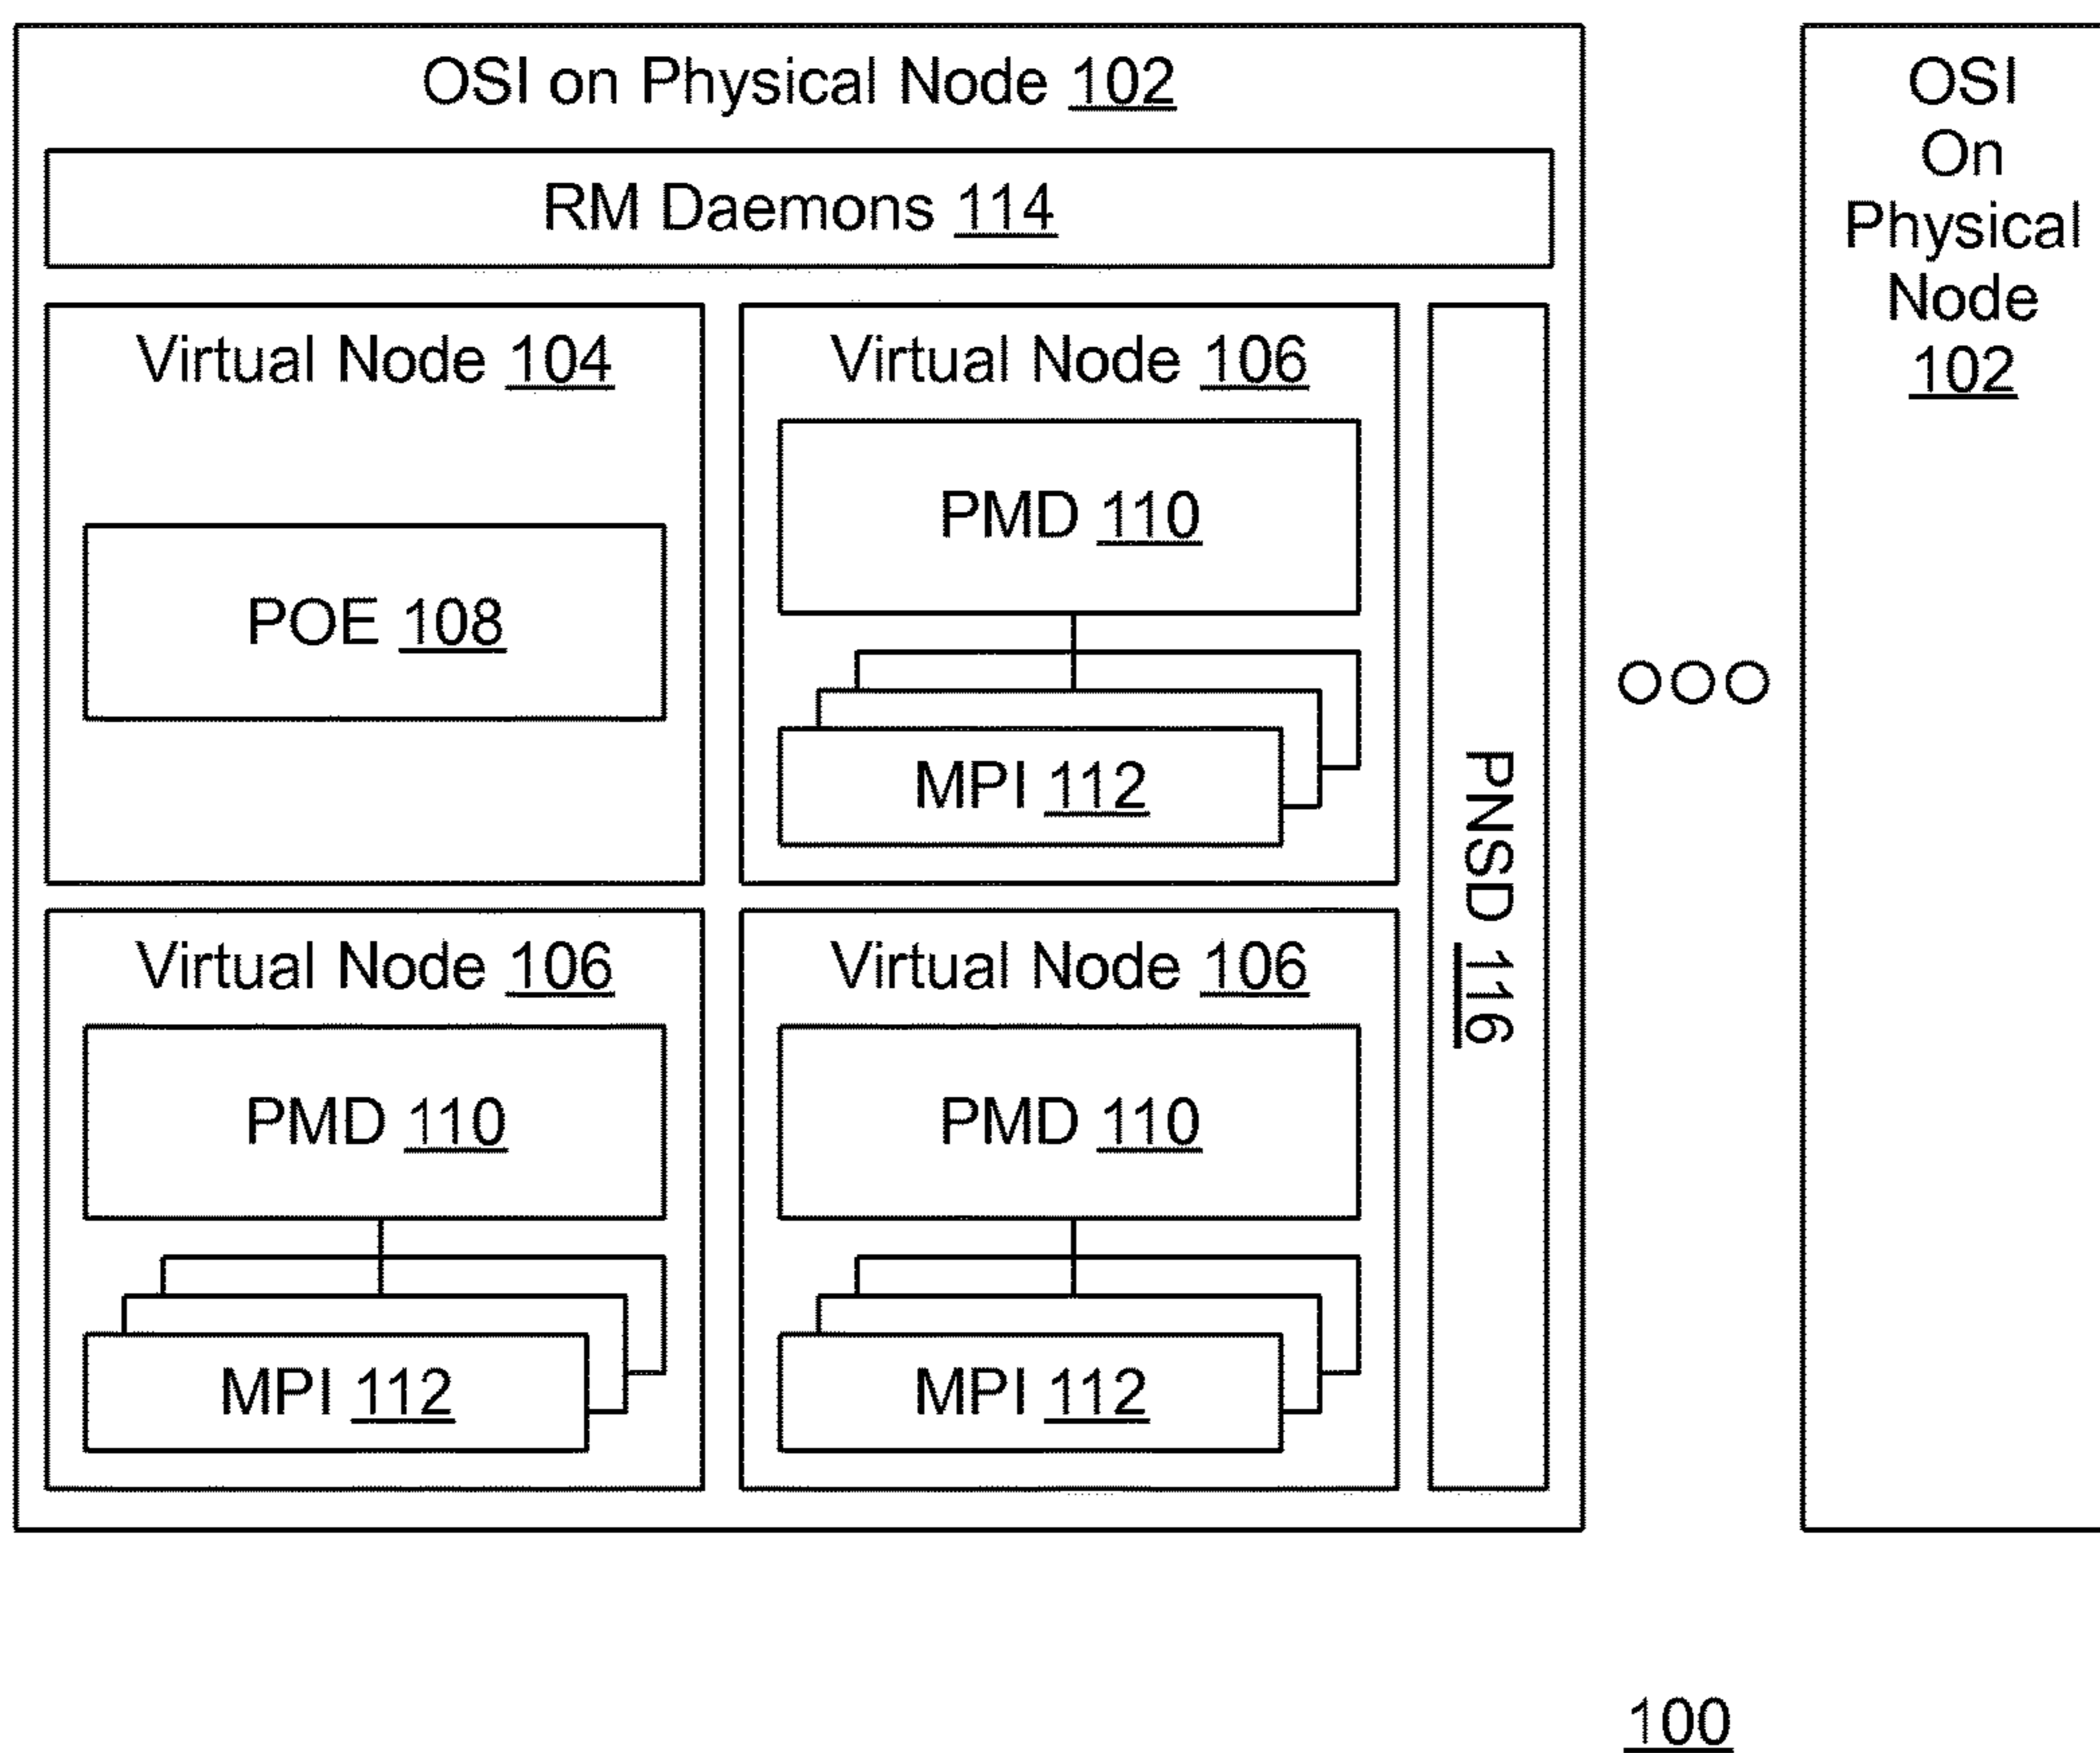 OSI on Physical Node 102
RM Daemons 114
Virtual Node 104
POE 108
Virtual Node 106
PMD 110
MPI 112
Virtual Node 106
PMD 110
MPI 112
Virtual Node 106
PMD 110
MPI 112
PNSD 116
OSI
On
Physical
Node
102
100